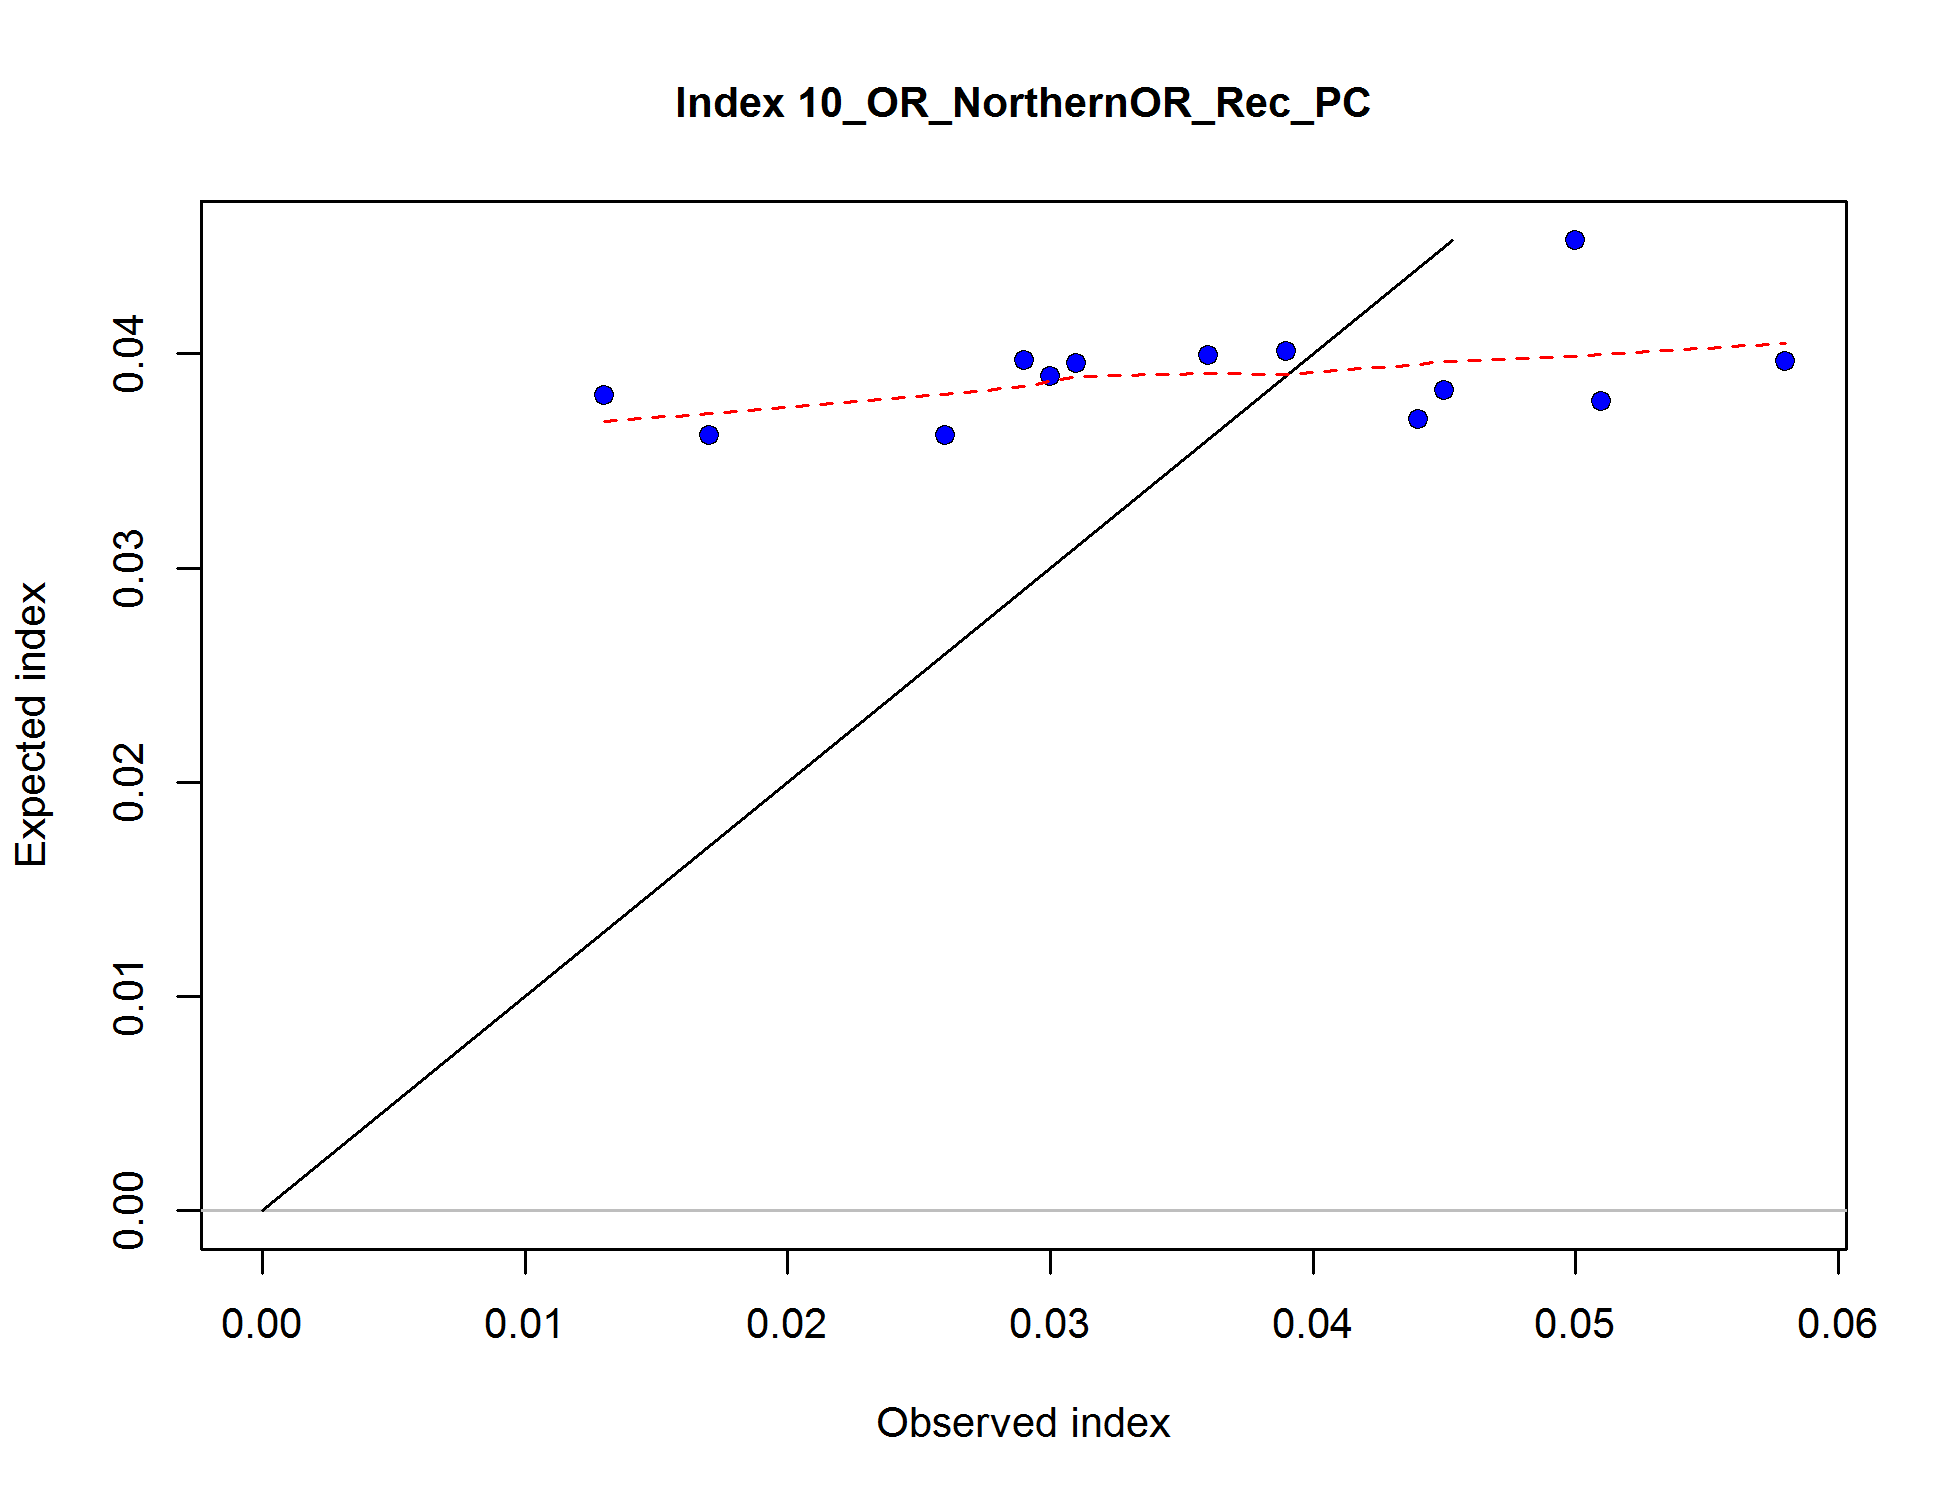 Index 10_OR_NorthernOR_Rec_PC
Expected index
0.04
0.03
0.02
0.01
0.00
0.00 0.01 0.02 0.03 0.04 0.05 0.06
Observed index